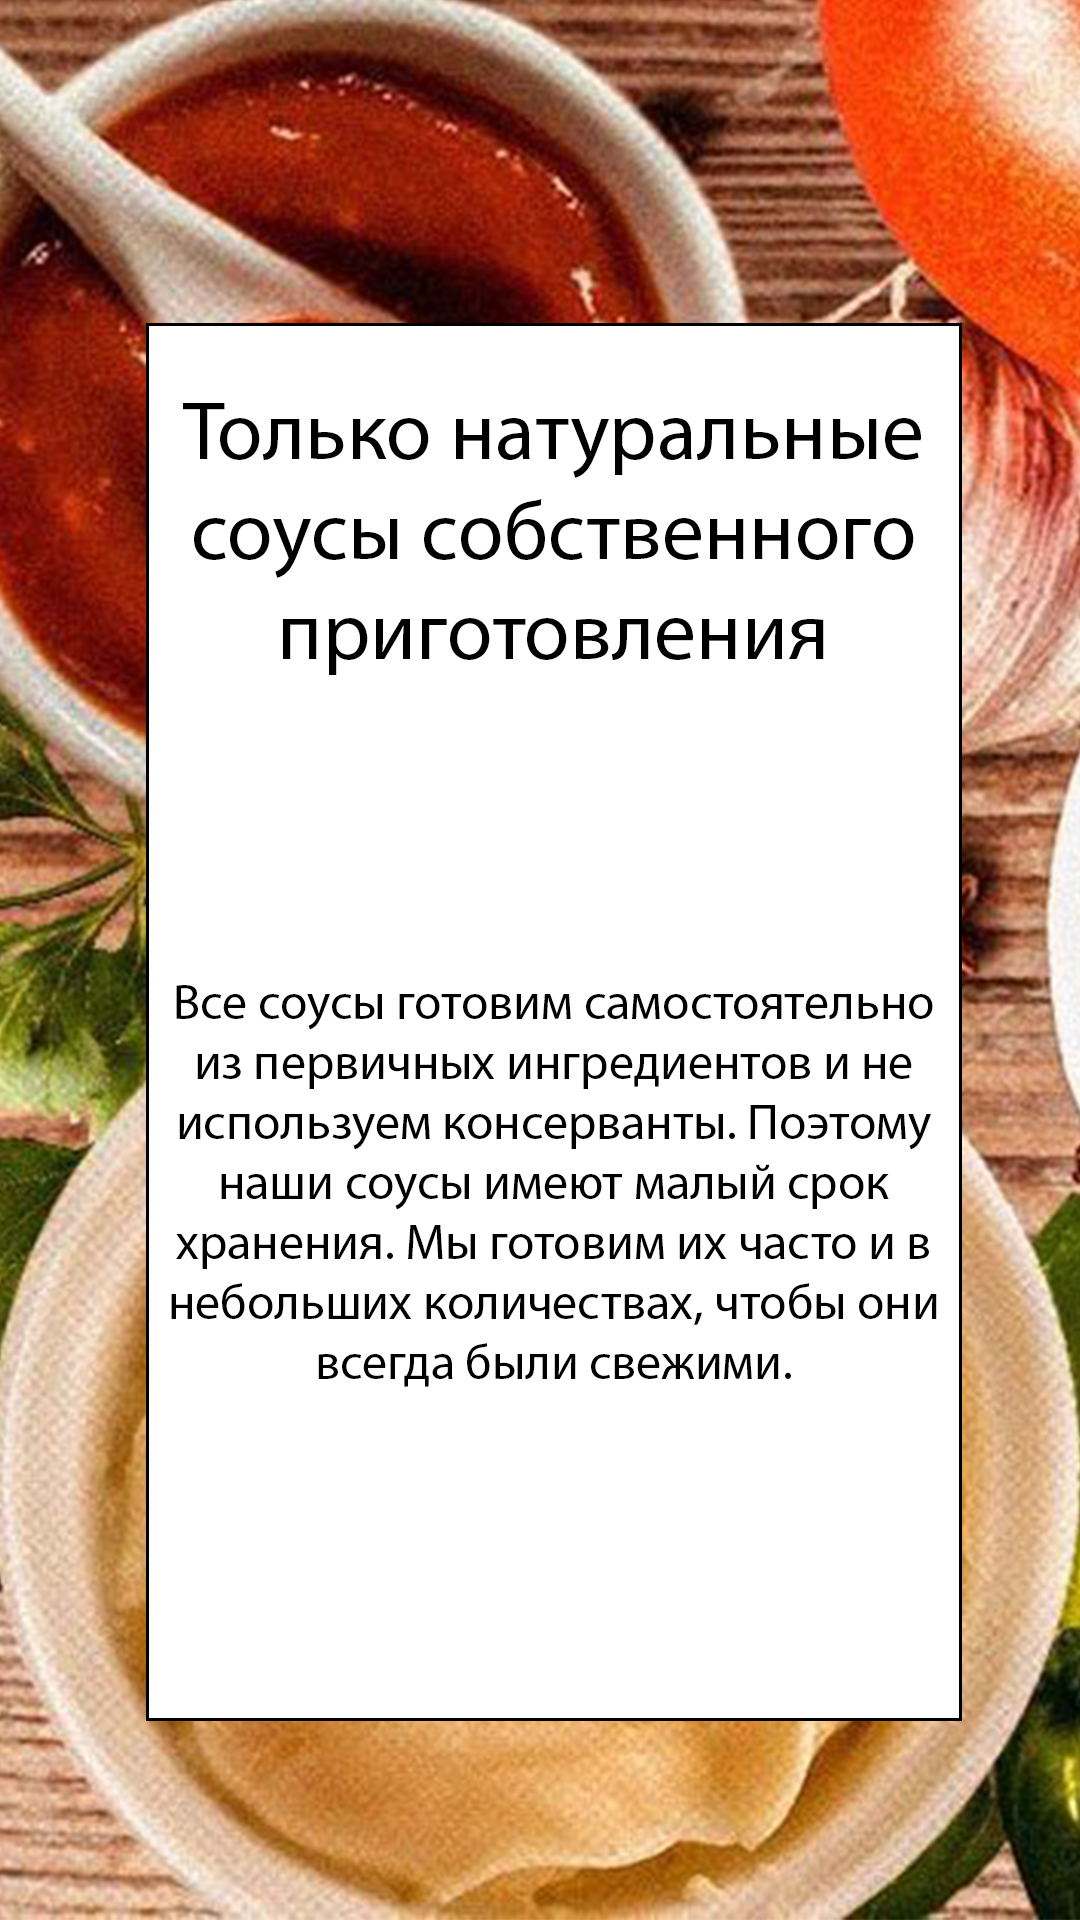 Только натуральные
соусы собственного
приготовления
Все соусы готовим самостоятельно
из первичных ингредиентов и не
используем консерванты. Поэтому
наши соусы имеют малый срок
хранения. Мы готовим их часто и в
небольших количествах, чтобы они
всегда были свежими.